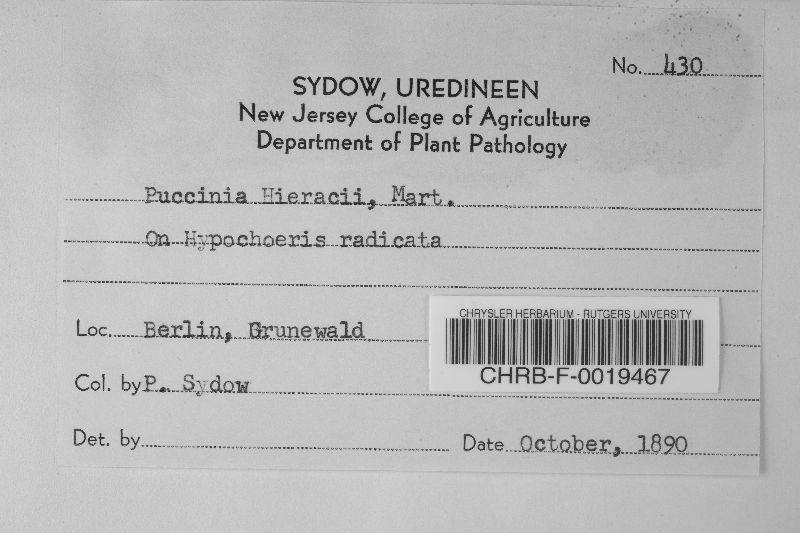 No. 430
SYDOW, UREDINEEN
New Jersey College of Agriculture
Department of Plant Pathology
Puccinia Hieracii, Mart.
On Hypochoeris radicata
Loc. Berlin, Grunewald
CHRYSLER HERBARIUM - RUTGERS UNIVERSITY
CHRB-F-0019467
Col. by P. Sydow
Det. by
Date October, 1890